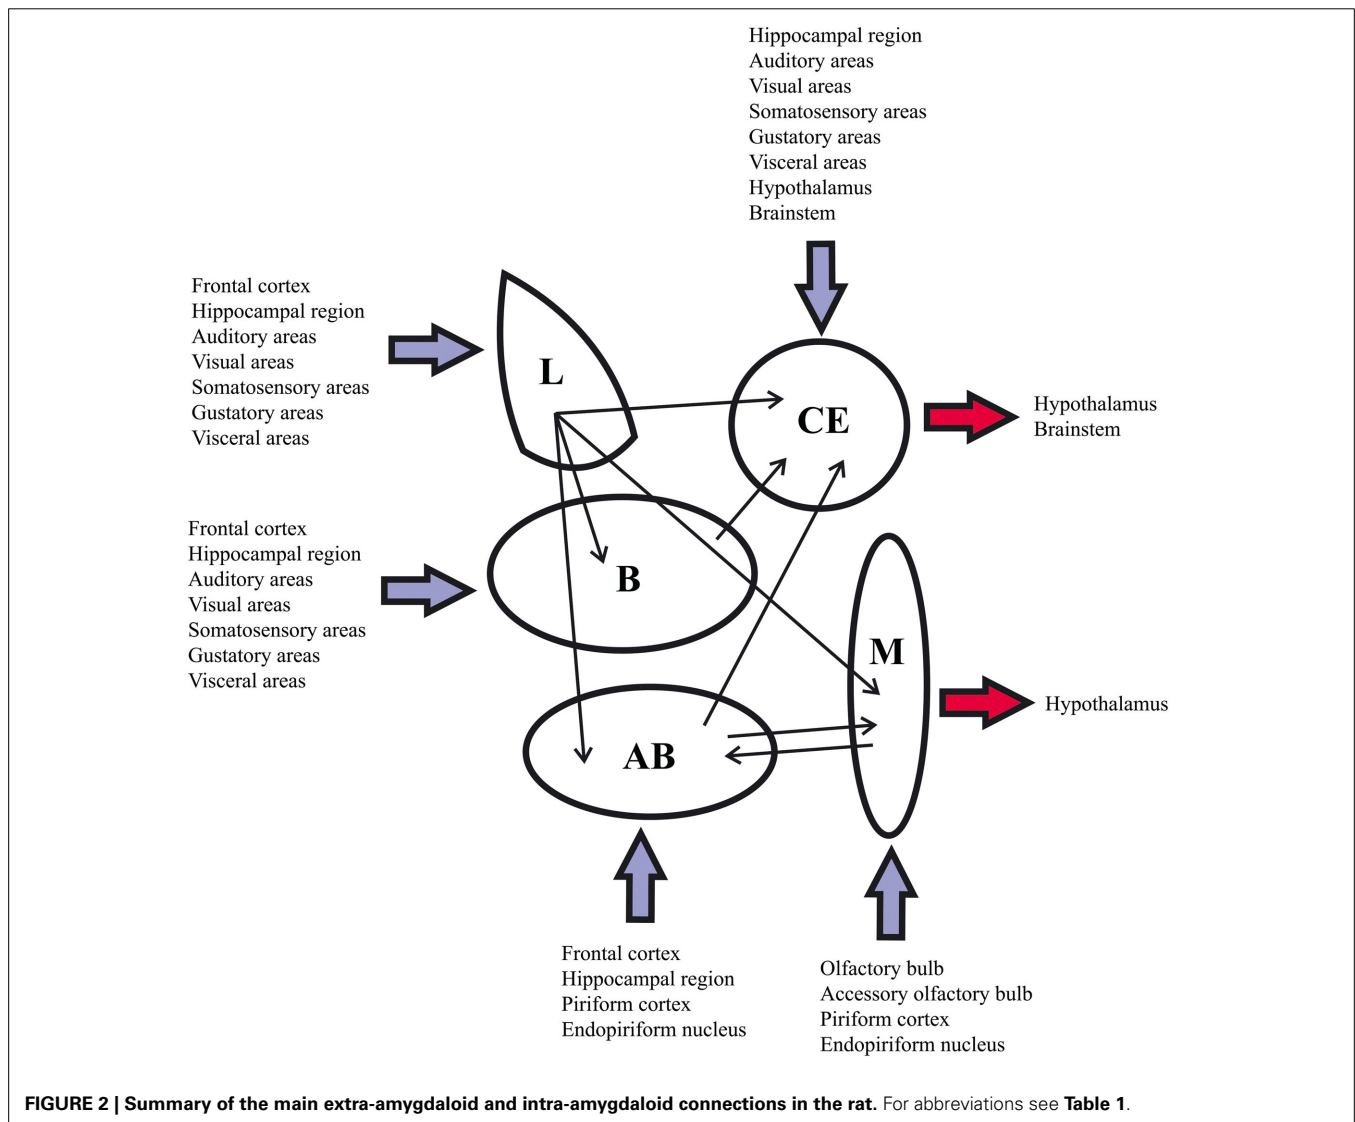 Hippocampal region
Auditory areas
Visual areas
Somatosensory areas
Gustatory areas
Visceral areas
Hypothalamus
Brainstem
Frontal cortex
Hippocampal region
Auditory areas
Visual areas
Somatosensory areas
Gustatory areas
Visceral areas
L
CE
Hypothalamus
Brainstem
Frontal cortex
Hippocampal region
Auditory areas
Visual areas
Somatosensory areas
Gustatory areas
Visceral areas
B
M
Hypothalamus
AB
Frontal cortex
Hippocampal region
Piriform cortex
Endopiriform nucleus
Olfactory bulb
Accessory olfactory bulb
Piriform cortex
Endopiriform nucleus
FIGURE 2 | Summary of the main extra-amygdaloid and intra-amygdaloid connections in the rat. For abbreviations see Table 1.